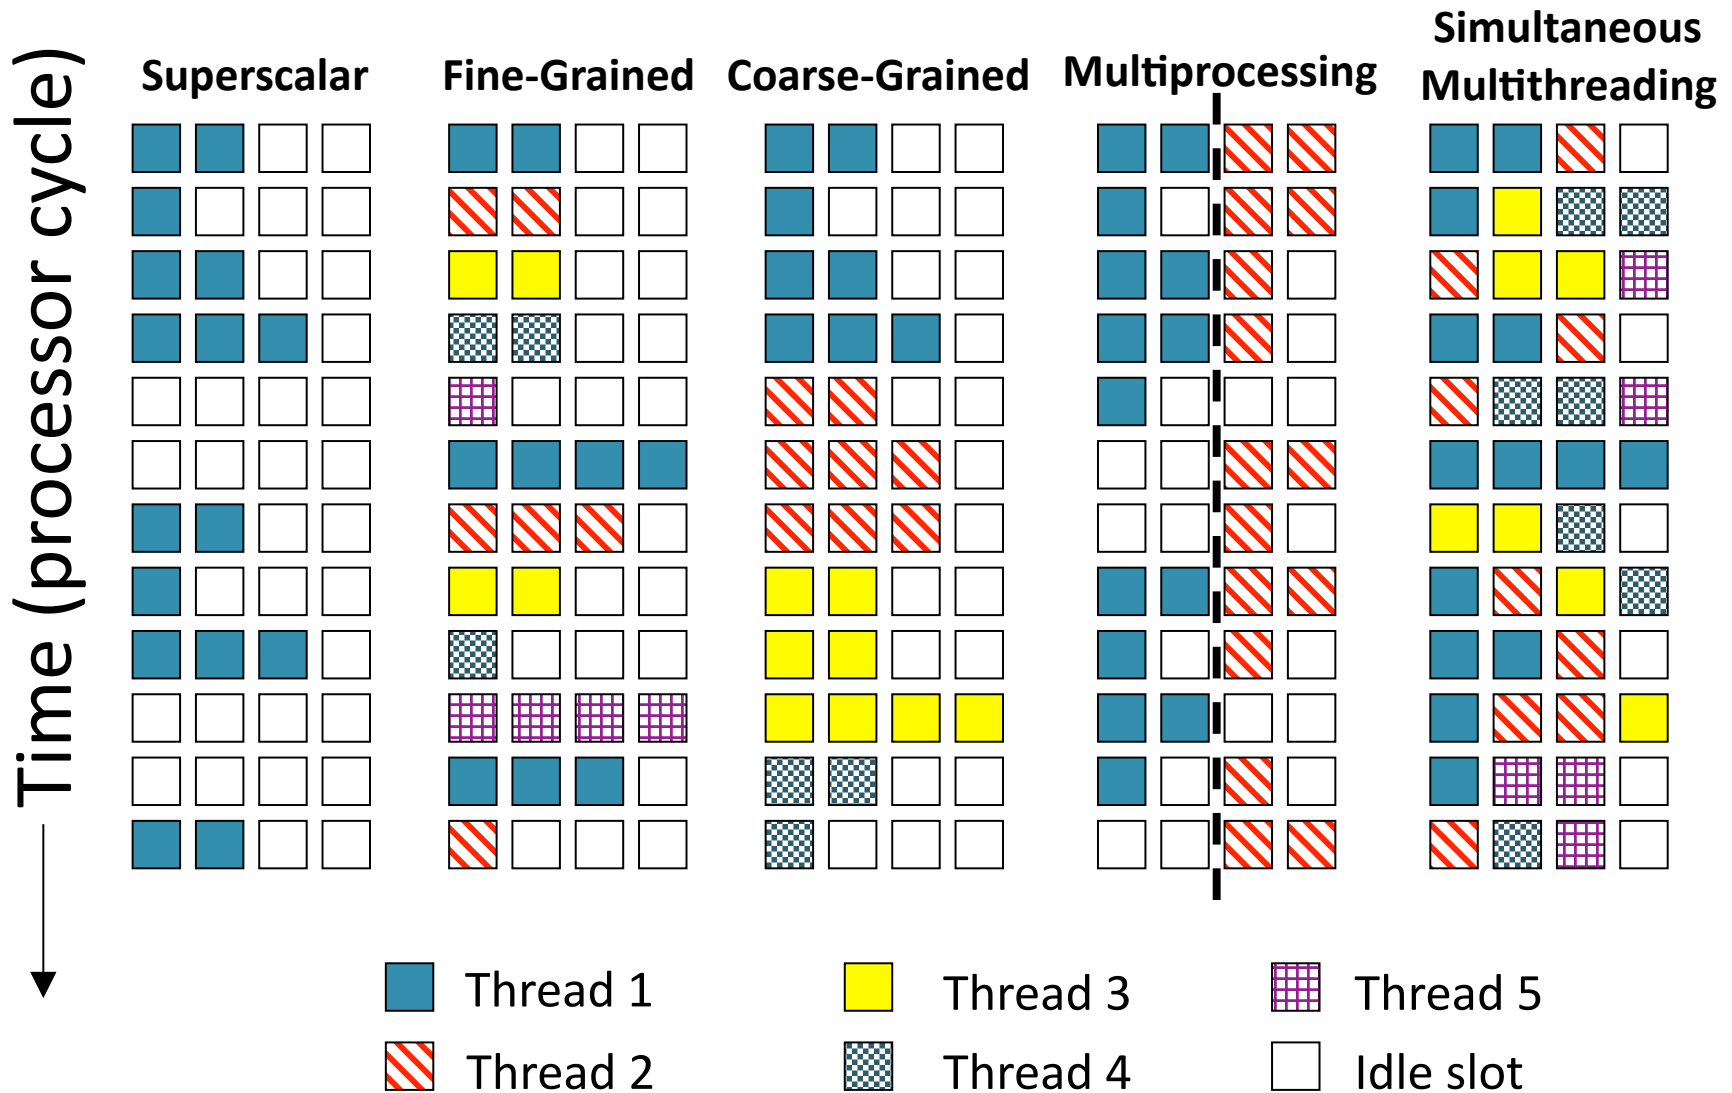 Superscalar
Fine-Grained
Coarse-Grained
Multiprocessing
Simultaneous
Multithreading
Time (processor cycle)
Thread 1
Thread 3
Thread 5
Thread 2
Thread 4
Idle slot